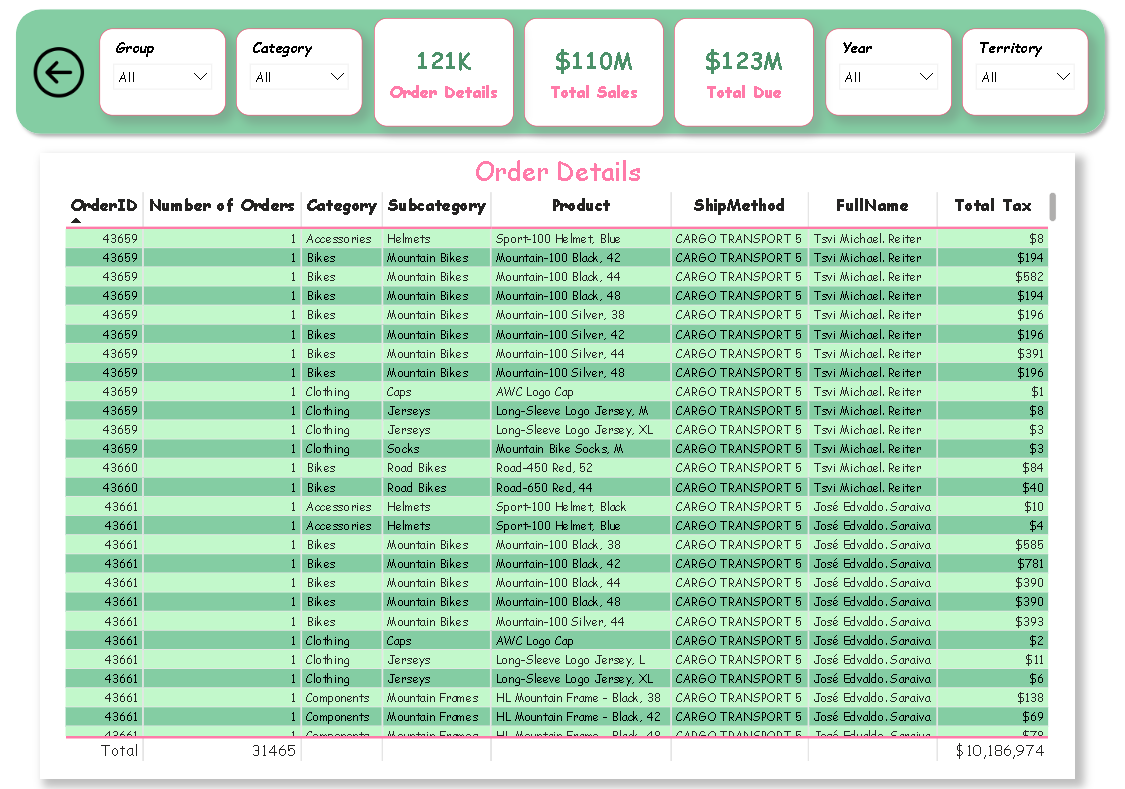 Group
All
Category
All
121K
Order Details
$110M
Total Sales
$123M
Total Due
Year
All
Territory
All
Order Details
OrderID Number of Orders Category Subcategory Product ShipMethod FullName Total Tax
43659 1 Accessories Helmets Sport-100 Helmet, Blue CARGO TRANSPORT 5 Tsvi Michael. Reiter $8
43659 1 Bikes Mountain Bikes Mountain-100 Black, 42 CARGO TRANSPORT 5 Tsvi Michael. Reiter $194
43659 1 Bikes Mountain Bikes Mountain-100 Black, 44 CARGO TRANSPORT 5 Tsvi Michael. Reiter $582
43659 1 Bikes Mountain Bikes Mountain-100 Black, 48 CARGO TRANSPORT 5 Tsvi Michael. Reiter $194
43659 1 Bikes Mountain Bikes Mountain-100 Silver, 38 CARGO TRANSPORT 5 Tsvi Michael. Reiter $196
43659 1 Bikes Mountain Bikes Mountain-100 Silver, 42 CARGO TRANSPORT 5 Tsvi Michael. Reiter $196
43659 1 Bikes Mountain Bikes Mountain-100 Silver, 44 CARGO TRANSPORT 5 Tsvi Michael. Reiter $391
43659 1 Bikes Mountain Bikes Mountain-100 Silver, 48 CARGO TRANSPORT 5 Tsvi Michael. Reiter $196
43659 1 Clothing Caps AWC Logo Cap CARGO TRANSPORT 5 Tsvi Michael. Reiter $1
43659 1 Clothing Jerseys Long-Sleeve Logo Jersey, M CARGO TRANSPORT 5 Tsvi Michael. Reiter $8
43659 1 Clothing Jerseys Long-Sleeve Logo Jersey, XL CARGO TRANSPORT 5 Tsvi Michael. Reiter $3
43659 1 Clothing Socks Mountain Bike Socks, M CARGO TRANSPORT 5 Tsvi Michael. Reiter $3
43660 1 Bikes Road Bikes Road-450 Red, 52 CARGO TRANSPORT 5 Tsvi Michael. Reiter $84
43660 1 Bikes Road Bikes Road-650 Red, 44 CARGO TRANSPORT 5 Tsvi Michael. Reiter $40
43661 1 Accessories Helmets Sport-100 Helmet, Black CARGO TRANSPORT 5 José Edvaldo. Saraiva $10
43661 1 Accessories Helmets Sport-100 Helmet, Blue CARGO TRANSPORT 5 José Edvaldo. Saraiva $4
43661 1 Bikes Mountain Bikes Mountain-100 Black, 38 CARGO TRANSPORT 5 José Edvaldo. Saraiva $585
43661 1 Bikes Mountain Bikes Mountain-100 Black, 42 CARGO TRANSPORT 5 José Edvaldo. Saraiva $781
43661 1 Bikes Mountain Bikes Mountain-100 Black, 44 CARGO TRANSPORT 5 José Edvaldo. Saraiva $390
43661 1 Bikes Mountain Bikes Mountain-100 Black, 48 CARGO TRANSPORT 5 José Edvaldo. Saraiva $390
43661 1 Bikes Mountain Bikes Mountain-100 Silver, 44 CARGO TRANSPORT 5 José Edvaldo. Saraiva $393
43661 1 Clothing Caps AWC Logo Cap CARGO TRANSPORT 5 José Edvaldo. Saraiva $2
43661 1 Clothing Jerseys Long-Sleeve Logo Jersey, L CARGO TRANSPORT 5 José Edvaldo. Saraiva $11
43661 1 Clothing Jerseys Long-Sleeve Logo Jersey, XL CARGO TRANSPORT 5 José Edvaldo. Saraiva $6
43661 1 Components Mountain Frames HL Mountain Frame - Black, 38 CARGO TRANSPORT 5 José Edvaldo. Saraiva $138
43661 1 Components Mountain Frames HL Mountain Frame - Black, 42 CARGO TRANSPORT 5 José Edvaldo. Saraiva $69
43661 1 Components Mountain Frames HL Mountain Frame - Black, 48 CARGO TRANSPORT 5 José Edvaldo. Saraiva $78
Total 31465 $10,186,974